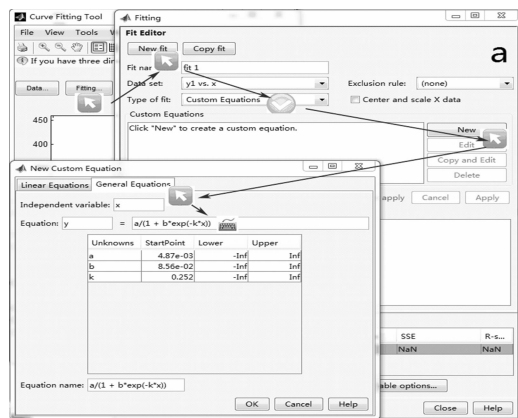 Curve Fitting Tool
File View Tools
If you have three dir
Data... Fitting...
450
400
Fitting
Fit Editor
New fit Copy fit
a
Fit nar fit 1
Data set: y1 vs. x Exclusion rule: (none)
Type of fit: Custom Equations Center and scale X data
Custom Equations
Click "New" to create a custom equation.
New
Edit
Copy and Edit
Delete
apply Cancel Apply
New Custom Equation
Linear Equations General Equations
Independent variable: x
Equation: y = a/(1 + b*exp(-k*x))
Unknowns StartPoint Lower Upper
a 4.87e-03 -Inf Inf
b 8.56e-02 -Inf Inf
k 0.252 -Inf Inf
Equation name: a/(1 + b*exp(-k*x))
OK Cancel Help
SSE R-s...
NaN NaN
able options...
Close Help